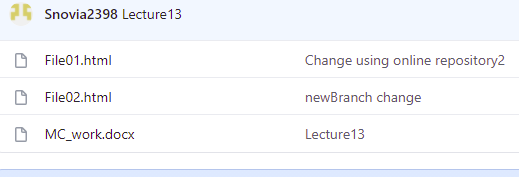 Snovia2398 Lecture13
File01.html Change using online repository2
File02.html newBranch change
MC_work.docx Lecture13